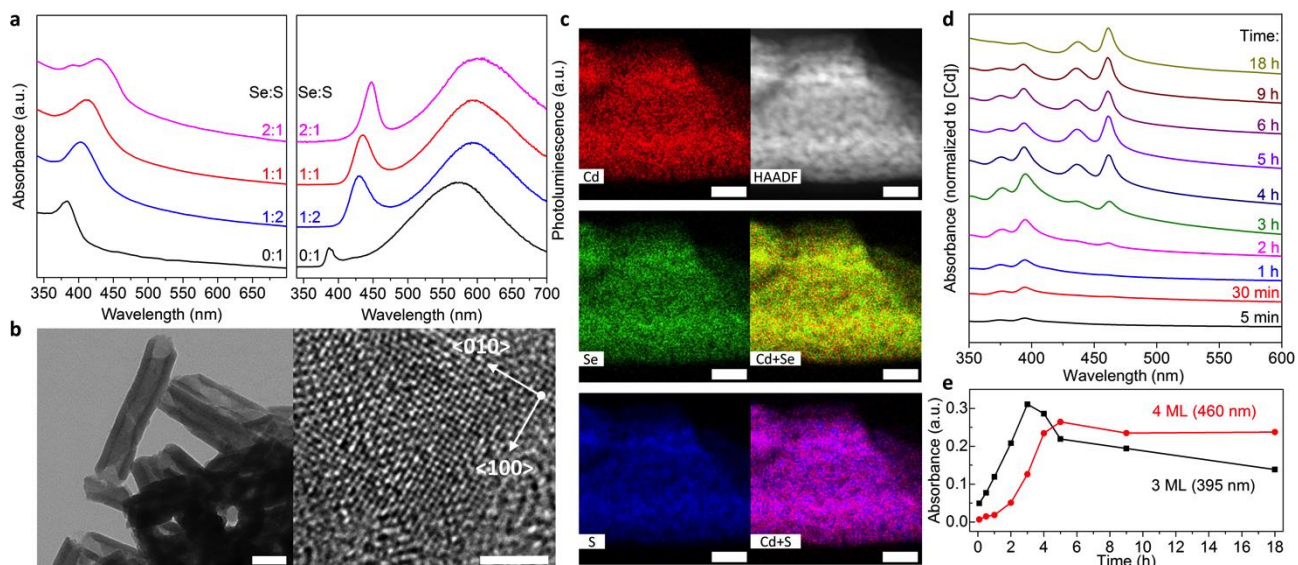 a
Absorbance (a.u.)
Se:S
2:1
1:1
1:2
0:1
350 400 450 500 550 600 650
Wavelength (nm)
Se:S
2:1
1:1
1:2
0:1
350 400 450 500 550 600 650 700
Wavelength (nm)
Photoluminescence (a.u.)
b
<010>
<100>
c
Cd
HAADF
Se
Cd+Se
S
Cd+S
d
Absorbance (normalized to [Cd])
Time:
18 h
9 h
6 h
5 h
4 h
3 h
2 h
1 h
30 min
5 min
350 400 450 500 550 600
Wavelength (nm)
e
Absorbance (a.u.)
0.3
0.2
0.1
0.0
4 ML (460 nm)
3 ML (395 nm)
0 2 4 6 8 10 12 14 16 18
Time (h)